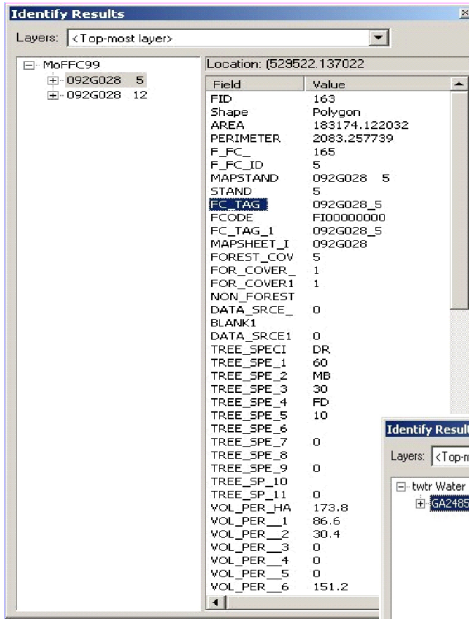 Identify Results
Layers: <Top-most layer>
MoFFC99
092G028 5
092G028 12
Location: (529522.137022
Field Value
FID 163
Shape Polygon
AREA 183174.122032
PERIMETER 2083.257739
F_FC_ 165
F_FC_ID 5
MAPSTAND 092G028 5
STAND 5
FC_TAG 092G028_5
FCODE FI00000000
FC_TAG_1 092G028_5
MAPSHEET_I 092G028
FOREST_COV 5
FOR_COVER_ 1
FOR_COVER1 1
NON_FOREST
DATA_SRCE_ 0
BLANK1
DATA_SRCE1 0
TREE_SPECI DR
TREE_SPE_1 60
TREE_SPE_2 MB
TREE_SPE_3 30
TREE_SPE_4 FD
TREE_SPE_5 10
TREE_SPE_6
TREE_SPE_7 0
TREE_SPE_8
TREE_SPE_9 0
TREE_SP_10
TREE_SP_11 0
VOL_PER_HA 173.8
VOL_PER__1 86.6
VOL_PER__2 30.4
VOL_PER__3 0
VOL_PER__4 0
VOL_PER__5 0
VOL_PER__6 151.2
Identify Resul
Layers: <Top-m
twtr Water
GA2485